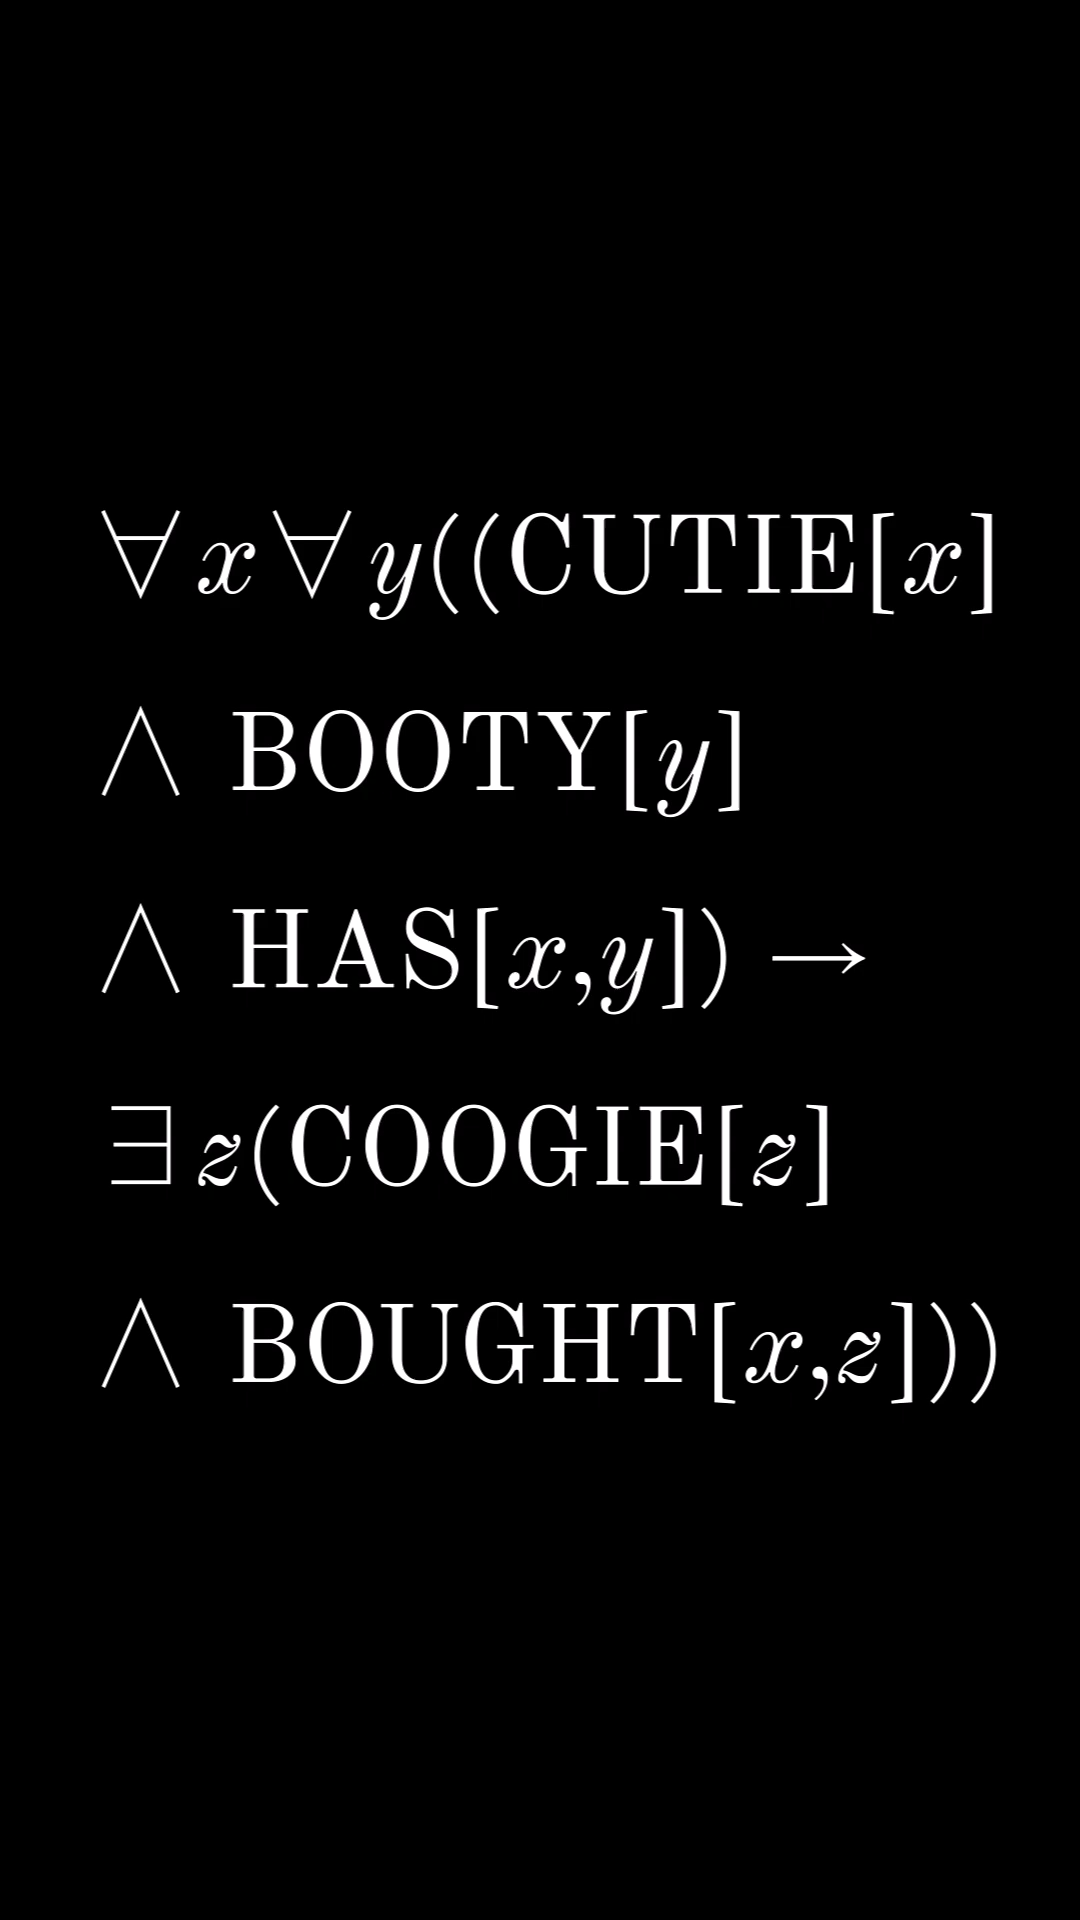 ∀x∀y((CUTIE[x]
∧ BOOTY[y]
∧ HAS[x,y]) →
∃z(COOGIE[z]
∧ BOUGHT[x,z]))